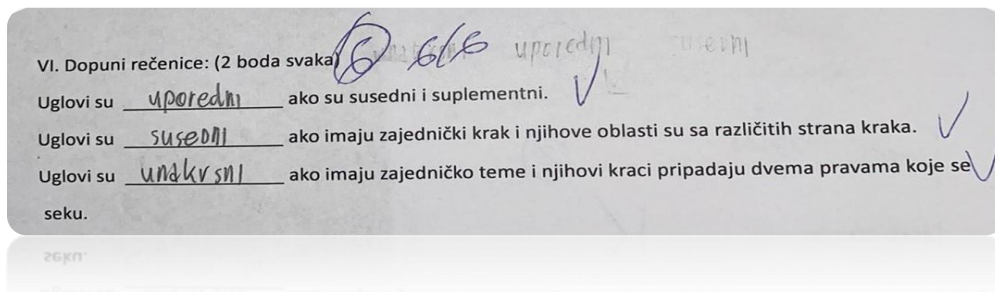 VI. Dopuni rečenice: (2 boda svaka) 6 6/6 uporedni susedni
Uglovi su uporedni ako su susedni i suplementni.
Uglovi su susedni ako imaju zajednički krak i njihove oblasti su sa različitih strana kraka.
Uglovi su unakrsni ako imaju zajedničko teme i njihovi kraci pripadaju dvema pravama koje se
seku.